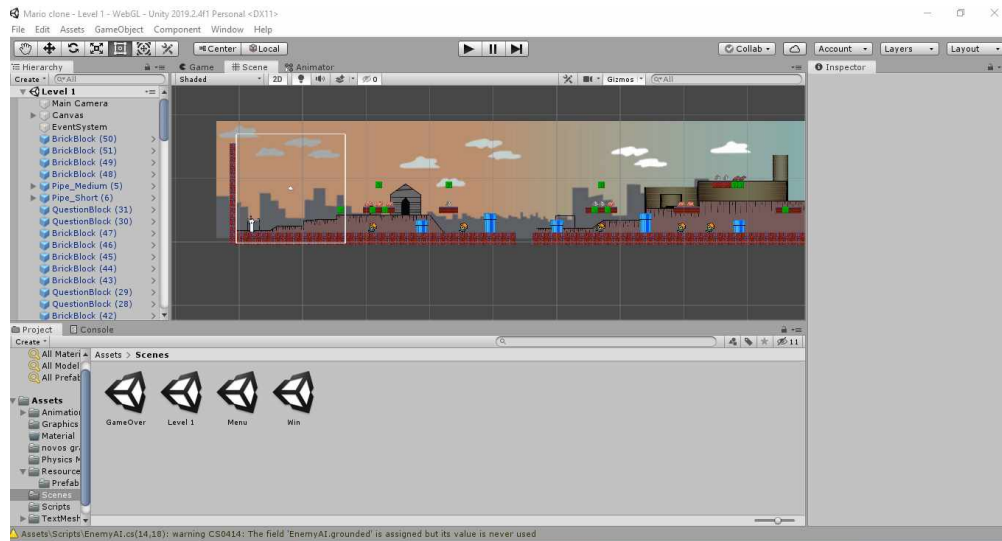 Mario clone - Level 1 - WebGL - Unity 2019.2.4f1 Personal <DX11>
File Edit Assets GameObject Component Window Help
Center Local Collab Account Layers Layout
Hierarchy Game Scene Animator Inspector
Create All Shaded 2D 0 Gizmos All
Level 1
Main Camera
Canvas
EventSystem
BrickBlock (50)
BrickBlock (51)
BrickBlock (49)
BrickBlock (48)
Pipe_Medium (5)
Pipe_Short (6)
QuestionBlock (31)
QuestionBlock (30)
BrickBlock (47)
BrickBlock (46)
BrickBlock (45)
BrickBlock (44)
BrickBlock (43)
QuestionBlock (29)
QuestionBlock (28)
BrickBlock (42)
Project Console
Create 11
All Materi
All Model
All Prefab
Assets > Scenes
Assets
Animation
Graphics
Material
novos gra
Physics M
Resource
Prefab
Scenes
Scripts
TextMesh
GameOver Level 1 Menu Win
Assets\Scripts\EnemyAI.cs(14,18): warning CS0414: The field 'EnemyAI.grounded' is assigned but its value is never used